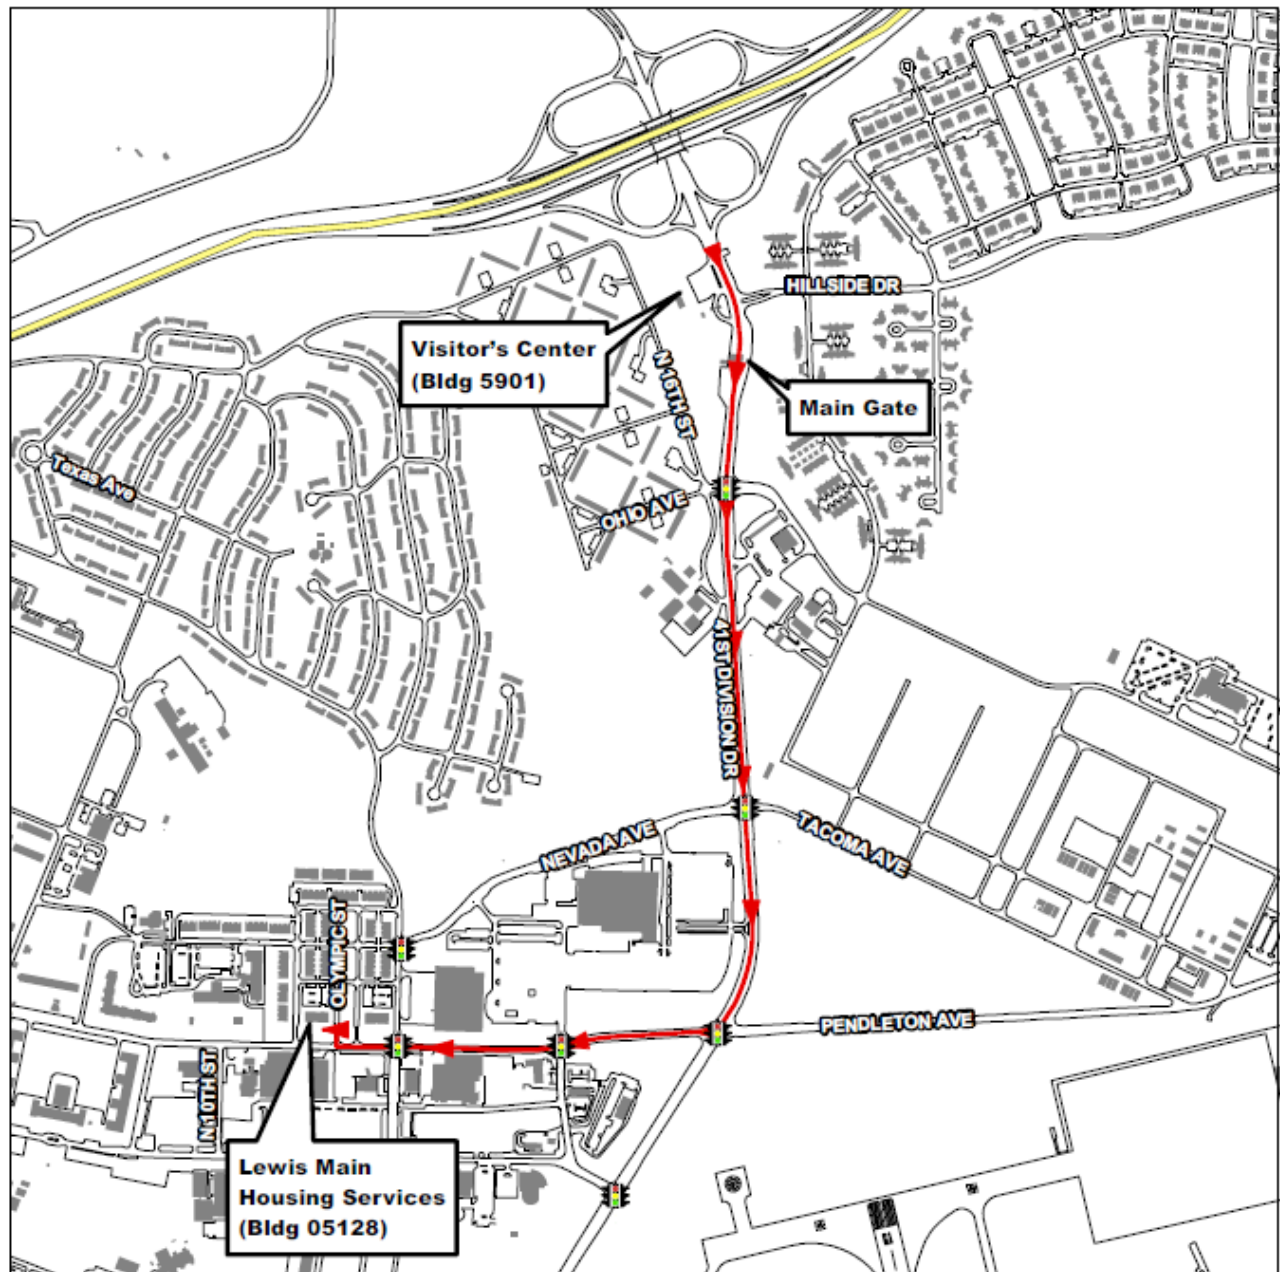 HILLSIDE DR
Visitor's Center
(Bldg 5901)
N 16TH ST
Main Gate
Texas Ave
OHIO AVE
41ST DIVISION DR
NEVADA AVE
TACOMA AVE
OLYMPIC ST
PENDLETON AVE
N 10TH ST
Lewis Main
Housing Services
(Bldg 05128)